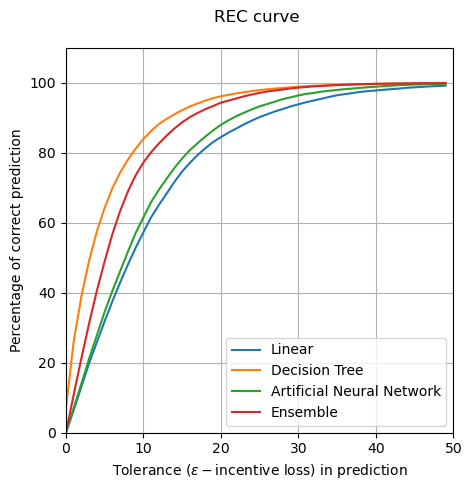 REC curve
Percentage of correct prediction
100
80
60
40
20
0
0 10 20 30 40 50
Linear
Decision Tree
Artificial Neural Network
Ensemble
Tolerance (ε − incentive loss) in prediction